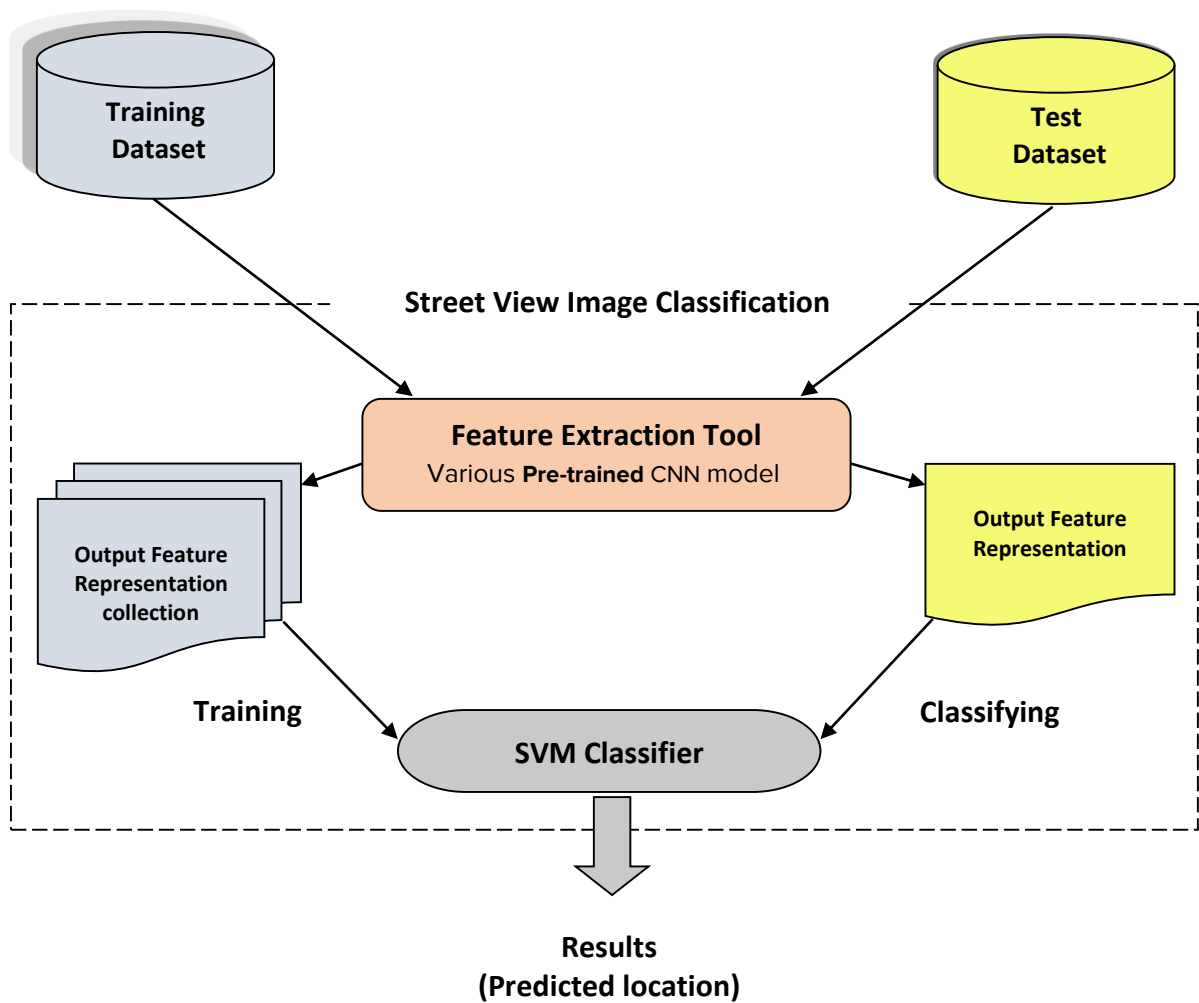 Training
Dataset
Test
Dataset
Street View Image Classification
Feature Extraction Tool
Various Pre-trained CNN model
Output Feature
Representation
collection
Output Feature
Representation
Training
Classifying
SVM Classifier
Results
(Predicted location)